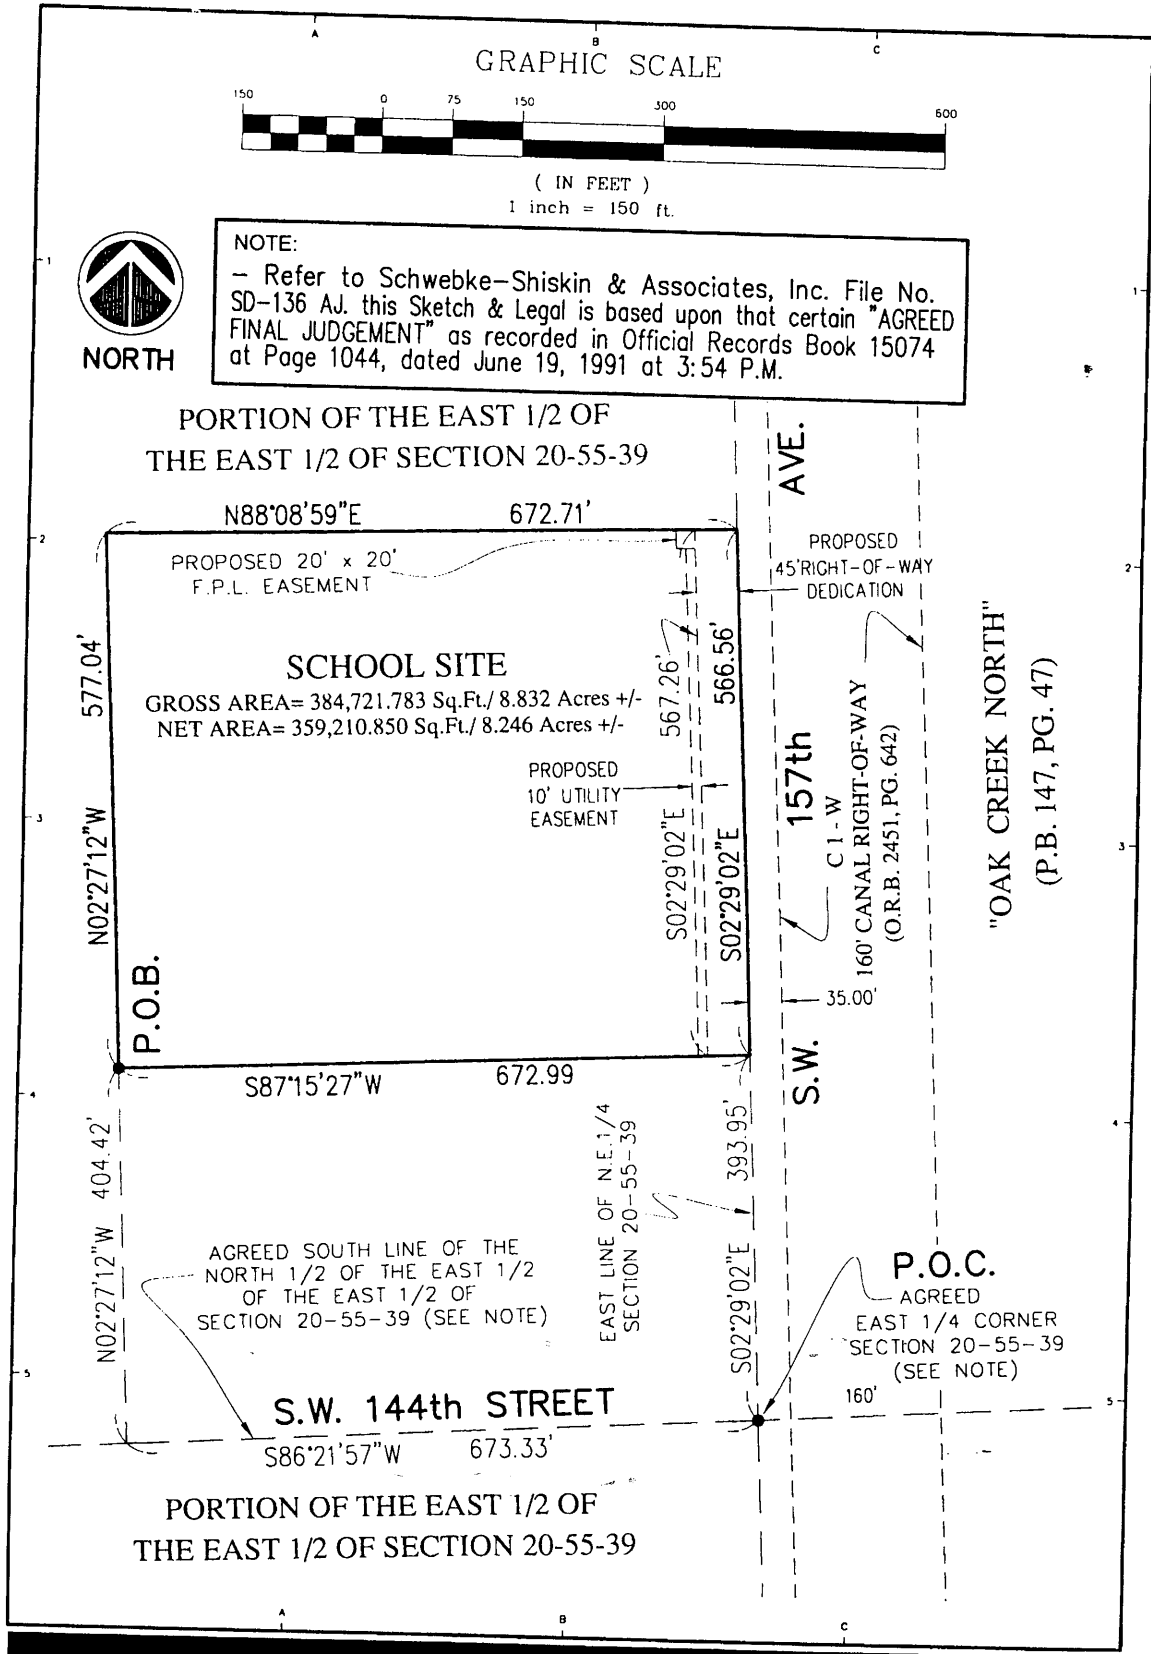 A B C
GRAPHIC SCALE
150 0 75 150 300 600
( IN FEET )
1 inch = 150 ft.
NORTH
NOTE:
– Refer to Schwebke–Shiskin & Associates, Inc. File No.
SD–136 AJ. this Sketch & Legal is based upon that certain "AGREED
FINAL JUDGEMENT" as recorded in Official Records Book 15074
at Page 1044, dated June 19, 1991 at 3:54 P.M.
1 1
PORTION OF THE EAST 1/2 OF
THE EAST 1/2 OF SECTION 20-55-39
N88°08'59"E 672.71'
2 2
PROPOSED 20' x 20'
F.P.L. EASEMENT
PROPOSED
45'RIGHT-OF-WAY
DEDICATION
SCHOOL SITE
GROSS AREA= 384,721.783 Sq.Ft./ 8.832 Acres +/-
NET AREA= 359,210.850 Sq.Ft./ 8.246 Acres +/-
PROPOSED
10' UTILITY
EASEMENT
N02°27'12"W 577.04'
S02°29'02"E 567.26'
S02°29'02"E 566.56'
S.W. 157th AVE.
C 1 - W
160' CANAL RIGHT-OF-WAY
(O.R.B. 2451, PG. 642)
"OAK CREEK NORTH"
(P.B. 147, PG. 47)
3 3
35.00'
P.O.B.
S87°15'27"W 672.99
4 4
N02°27'12"W 404.42'
EAST LINE OF N.E.1/4
SECTION 20-55-39
S02°29'02"E 393.95'
AGREED SOUTH LINE OF THE
NORTH 1/2 OF THE EAST 1/2
OF THE EAST 1/2 OF
SECTION 20-55-39 (SEE NOTE)
P.O.C.
AGREED
EAST 1/4 CORNER
SECTION 20-55-39
(SEE NOTE)
5 5
160'
S.W. 144th STREET
S86°21'57"W 673.33'
PORTION OF THE EAST 1/2 OF
THE EAST 1/2 OF SECTION 20-55-39
A B C